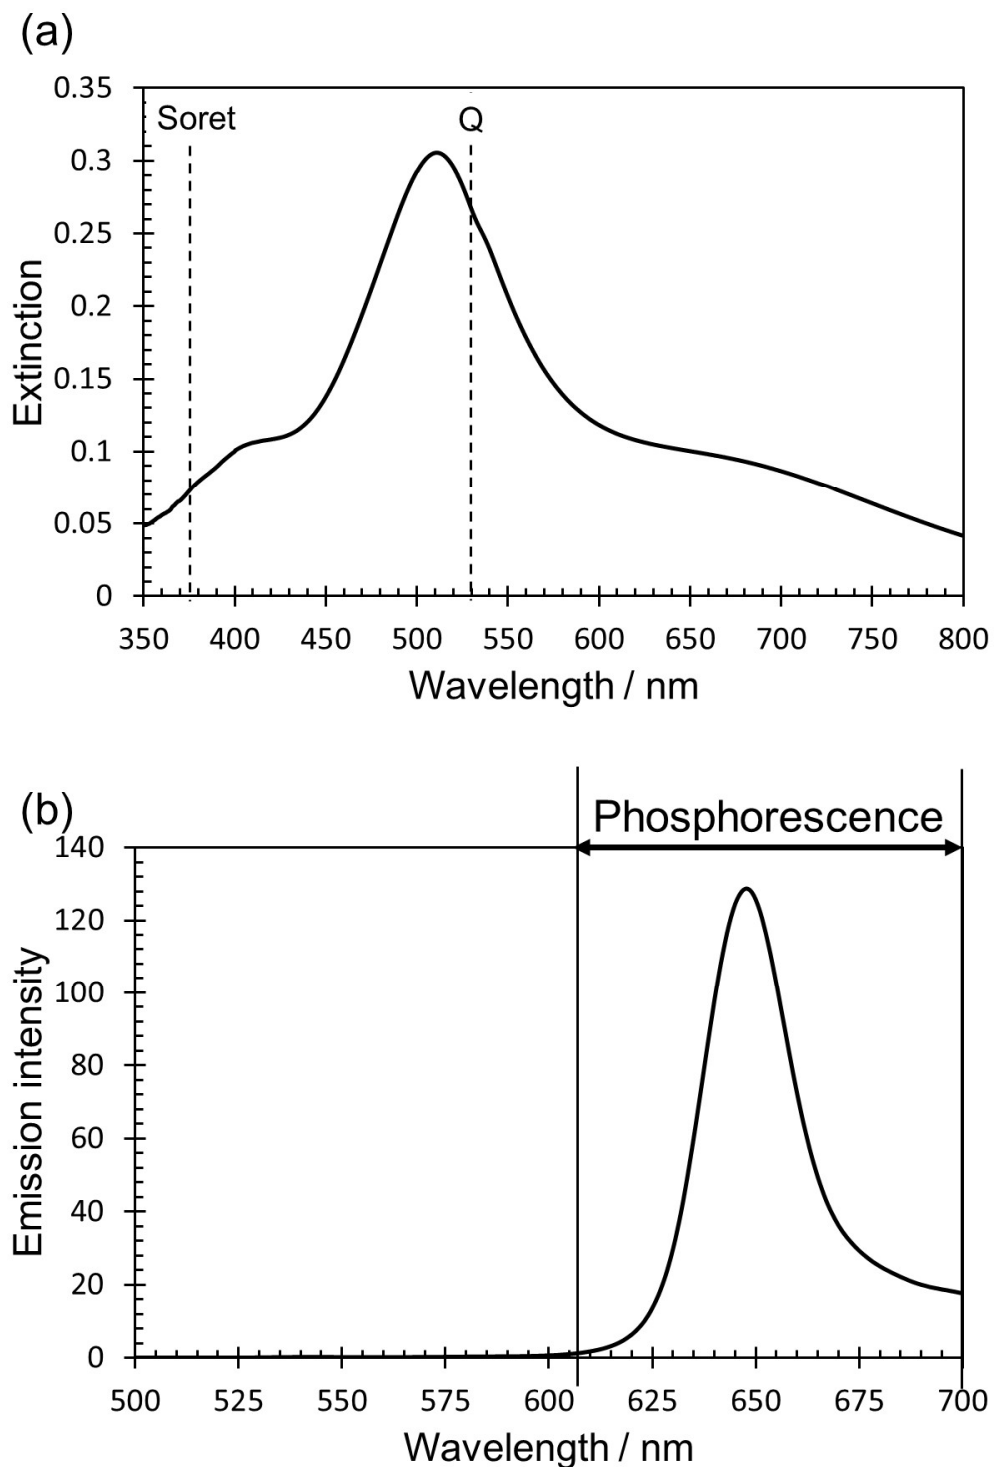 (a)
0.35
Soret
Q
0.3
0.25
0.2
0.15
0.1
0.05
0
Extinction
350 400 450 500 550 600 650 700 750 800
Wavelength / nm
(b)
Phosphorescence
140
120
100
80
60
40
20
0
Emission intensity
500 525 550 575 600 625 650 675 700
Wavelength / nm